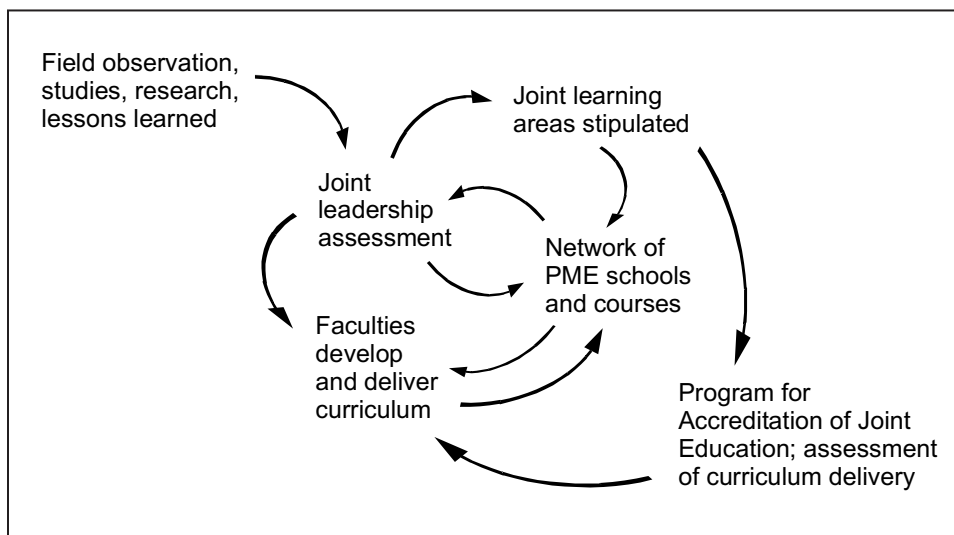 Field observation,
studies, research,
lessons learned
Joint learning
areas stipulated
Joint
leadership
assessment
Network of
PME schools
and courses
Faculties
develop
and deliver
curriculum
Program for
Accreditation of Joint
Education; assessment
of curriculum delivery